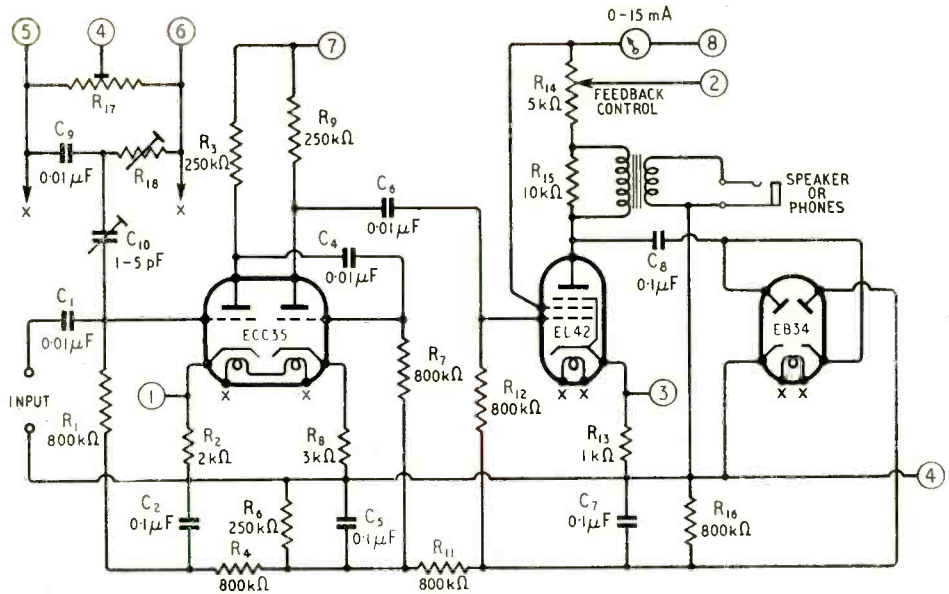 0-15 mA
5
4
6
7
8
R17
R14
5kΩ
FEEDBACK
CONTROL
2
C9
0·01μF
R18
R3
250kΩ
R9
250kΩ
R15
10kΩ
SPEAKER
OR
PHONES
C6
0·01μF
X
X
C10
1-5pF
C4
0·01μF
C8
0·1μF
C1
0·01μF
ECC35
EL42
EB34
R7
800kΩ
X
X
X X
X X
R12
800kΩ
INPUT
R1
800kΩ
1
3
R2
2kΩ
R8
3kΩ
R13
1kΩ
4
C2
0·1μF
R6
250kΩ
C5
0·1μF
C7
0·1μF
R16
800kΩ
R4
800kΩ
R11
800kΩ